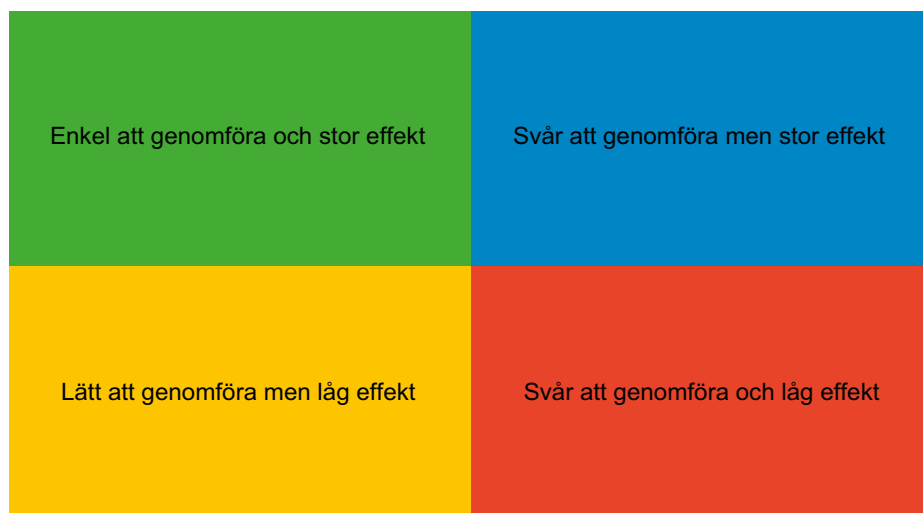 Enkel att genomföra och stor effekt
Svår att genomföra men stor effekt
Lätt att genomföra men låg effekt
Svår att genomföra och låg effekt